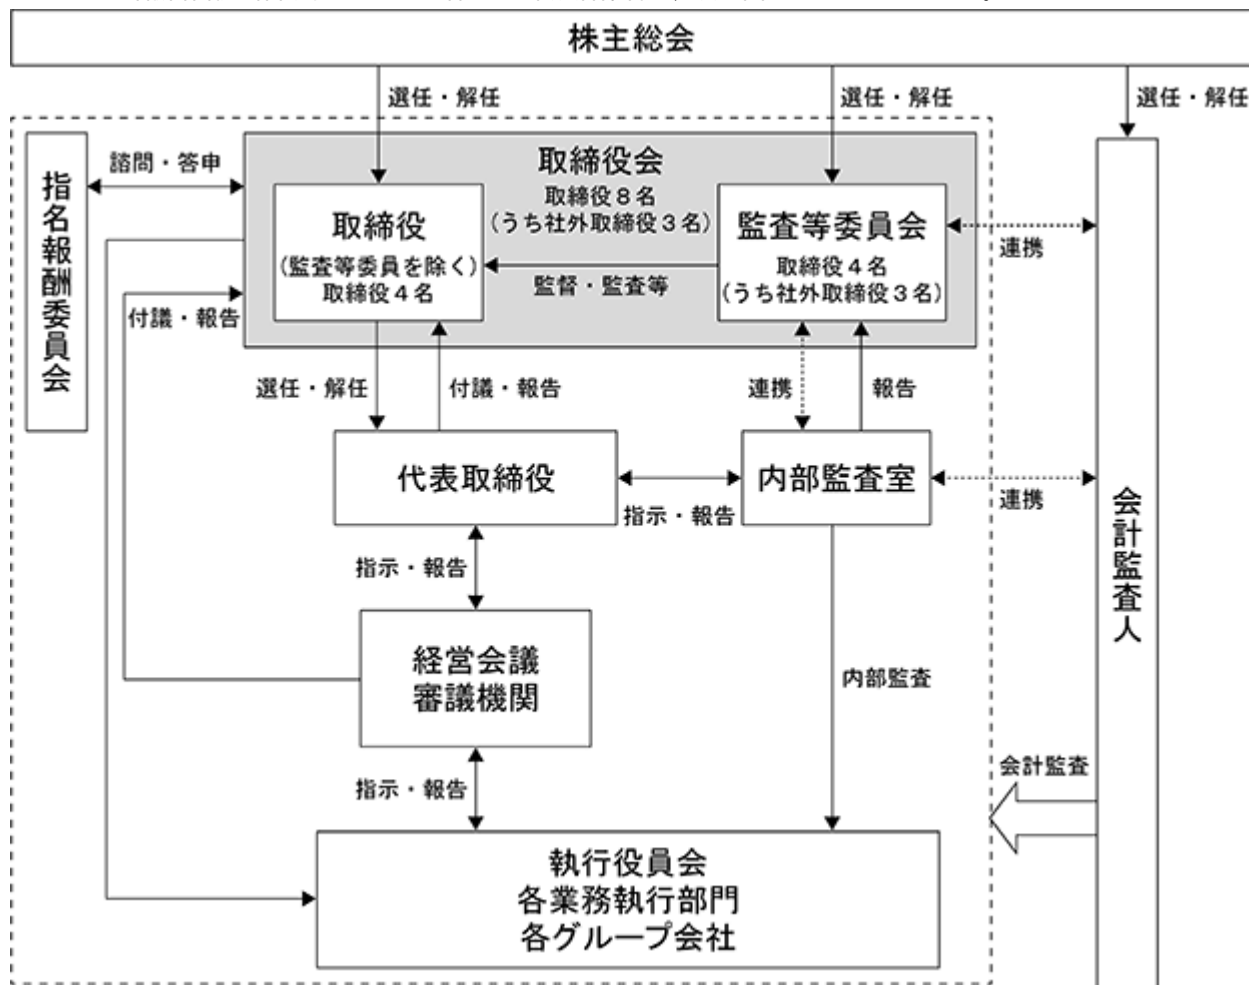 株主総会
選任・解任
選任・解任
選任・解任
指名報酬委員会
諮問・答申
取締役会
取締役８名
（うち社外取締役３名）
取締役
（監査等委員を除く）
取締役４名
監督・監査等
監査等委員会
取締役４名
（うち社外取締役３名）
連携
付議・報告
選任・解任
付議・報告
連携
報告
代表取締役
指示・報告
内部監査室
連携
会計監査人
指示・報告
経営会議
審議機関
内部監査
指示・報告
会計監査
執行役員会
各業務執行部門
各グループ会社